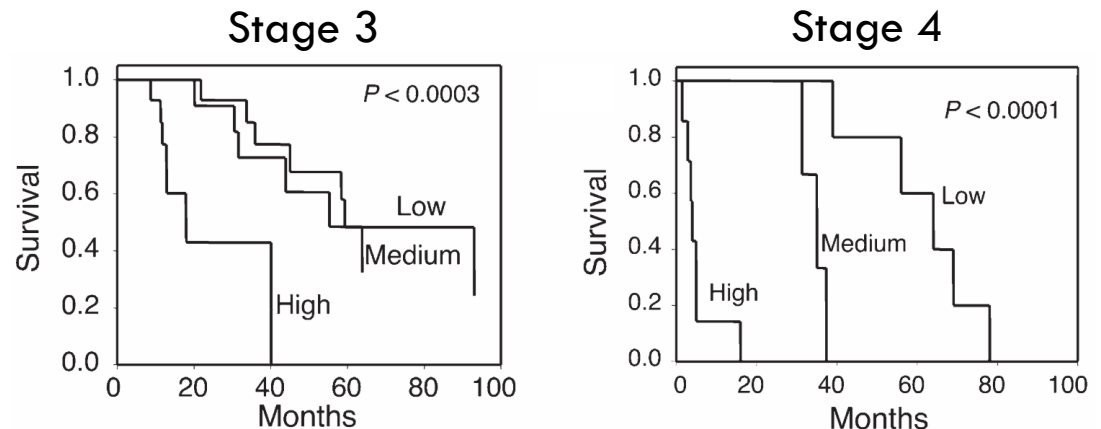 Stage 3
1.0
0.8
0.6
0.4
0.2
0.0
Survival
P < 0.0003
Low
Medium
High
0 20 40 60 80 100
Months
Stage 4
1.0
0.8
0.6
0.4
0.2
0.0
Survival
P < 0.0001
Low
Medium
High
0 20 40 60 80 100
Months